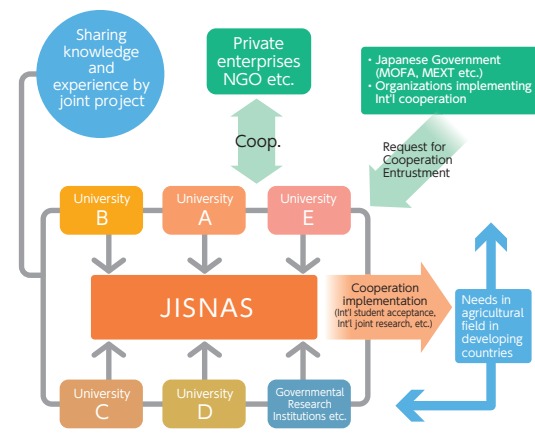 Sharing
knowledge
and
experience by
joint project
Private
enterprises
NGO etc.
・Japanese Government
(MOFA, MEXT etc.)
・Organizations implementing
Int'l cooperation
Coop.
Request for
Cooperation
Entrustment
University
B
University
A
University
E
JISNAS
Cooperation
implementation
(Int'l student acceptance,
Int'l joint research, etc.)
Needs in
agricultural
field in
developing
countries
University
C
University
D
Governmental
Research
Institutions etc.